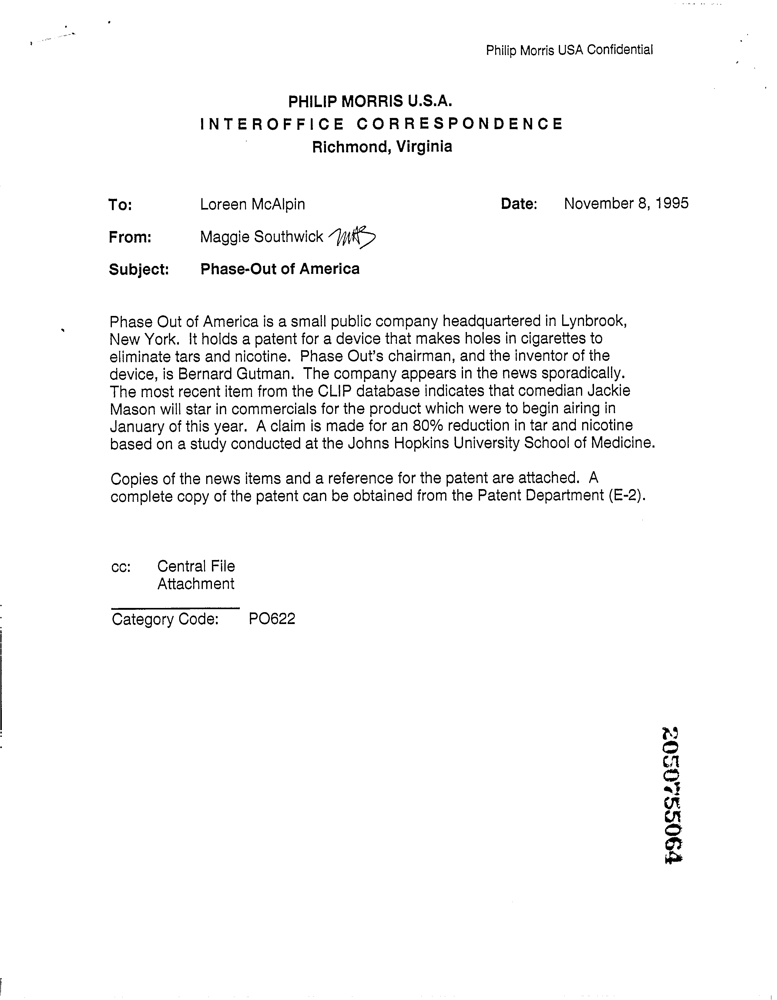 Philip Morris USA Confidential
PHILIP MORRIS U.S.A.
INTEROFFICE CORRESPONDENCE
Richmond, Virginia
To: Loreen McAlpin Date: November 8, 1995
From: Maggie Southwick
Subject: Phase-Out of America
Phase Out of America is a small public company headquartered in Lynbrook,
New York. It holds a patent for a device that makes holes in cigarettes to
eliminate tars and nicotine. Phase Out's chairman, and the inventor of the
device, is Bernard Gutman. The company appears in the news sporadically.
The most recent item from the CLIP database indicates that comedian Jackie
Mason will star in commercials for the product which were to begin airing in
January of this year. A claim is made for an 80% reduction in tar and nicotine
based on a study conducted at the Johns Hopkins University School of Medicine.
Copies of the news items and a reference for the patent are attached. A
complete copy of the patent can be obtained from the Patent Department (E-2).
cc: Central File
Attachment
Category Code: PO622
2050755064